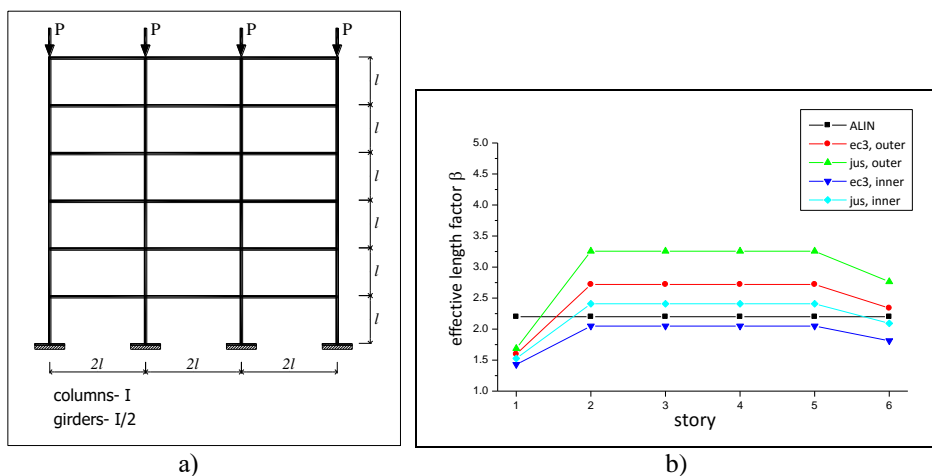 P P P P
l
l
l
l
l
l
2l 2l 2l
columns- I
girders- I/2
a)
effective length factor β
5.0
4.5
4.0
3.5
3.0
2.5
2.0
1.5
1.0
1 2 3 4 5 6
story
ALIN
ec3, outer
jus, outer
ec3, inner
jus, inner
b)